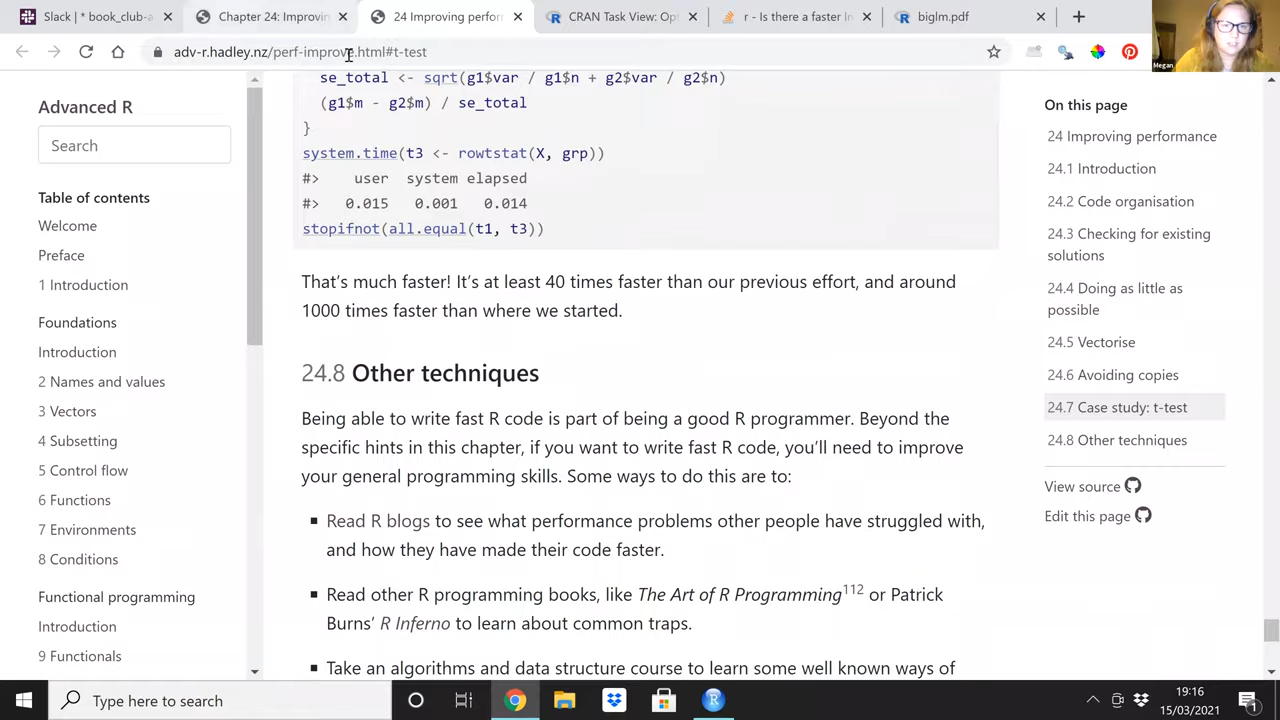 Slack | * book_club-a
Chapter 24: Improvin
24 Improving perfor
CRAN Task View: Opt
r - Is there a faster l
biglm.pdf
adv-r.hadley.nz/perf-improve.html#t-test
Megan
Advanced R
Search
Table of contents
Welcome
Preface
1 Introduction
Foundations
Introduction
2 Names and values
3 Vectors
4 Subsetting
5 Control flow
6 Functions
7 Environments
8 Conditions
Functional programming
Introduction
9 Functionals
se_total <- sqrt(g1$var / g1$n + g2$var / g2$n)
(g1$m - g2$m) / se_total
}
system.time(t3 <- rowtstat(X, grp))
#> user system elapsed
#> 0.015 0.001 0.014
stopifnot(all.equal(t1, t3))
That's much faster! It's at least 40 times faster than our previous effort, and around
1000 times faster than where we started.
24.8 Other techniques
Being able to write fast R code is part of being a good R programmer. Beyond the
specific hints in this chapter, if you want to write fast R code, you'll need to improve
your general programming skills. Some ways to do this are to:
Read R blogs to see what performance problems other people have struggled with,
and how they have made their code faster.
Read other R programming books, like The Art of R Programming112 or Patrick
Burns' R Inferno to learn about common traps.
Take an algorithms and data structure course to learn some well known ways of
On this page
24 Improving performance
24.1 Introduction
24.2 Code organisation
24.3 Checking for existing
solutions
24.4 Doing as little as
possible
24.5 Vectorise
24.6 Avoiding copies
24.7 Case study: t-test
24.8 Other techniques
View source
Edit this page
Type here to search
19:16
15/03/2021
1